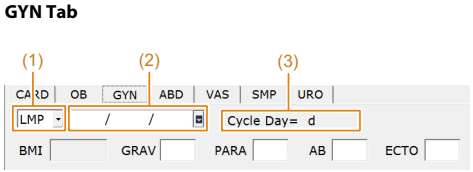 GYN Tab
(1) (2) (3)
CARD OB GYN ABD VAS SMP URO
LMP / / Cycle Day= d
BMI GRAV PARA AB ECTO